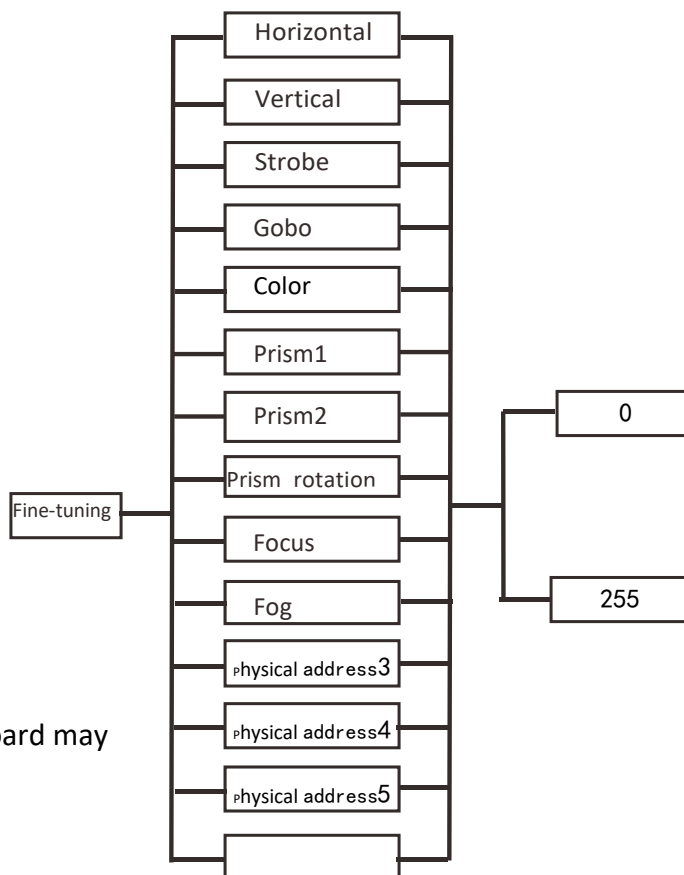 Horizontal
Vertical
Strobe
Gobo
Color
Prism1
Prism2
Prism rotation
Focus
Fog
Physical address3
Physical address4
Physical address5
Fine-tuning
0
255
oard may